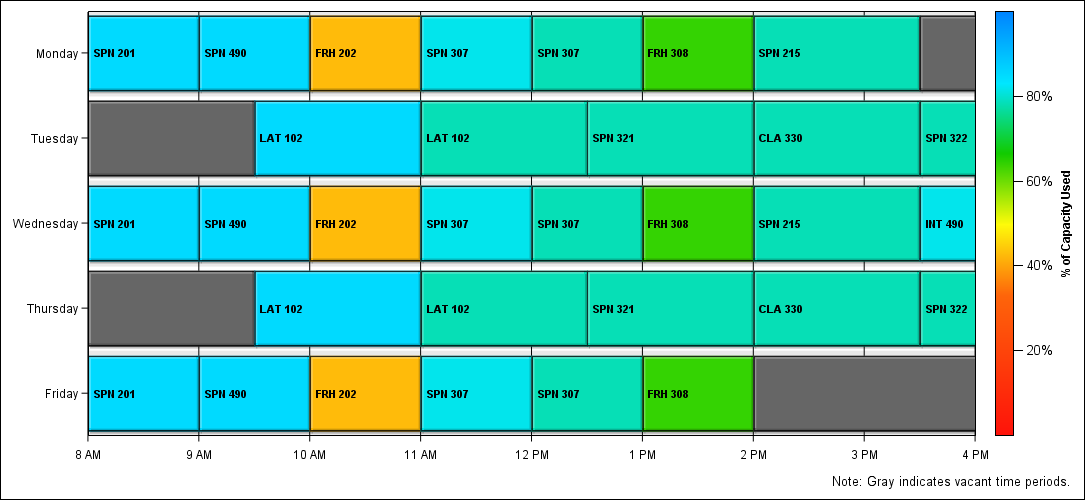 Monday SPN 201 SPN 490 FRH 202 SPN 307 SPN 307 FRH 308 SPN 215
Tuesday LAT 102 LAT 102 SPN 321 CLA 330 SPN 322
Wednesday SPN 201 SPN 490 FRH 202 SPN 307 SPN 307 FRH 308 SPN 215 INT 490
Thursday LAT 102 LAT 102 SPN 321 CLA 330 SPN 322
Friday SPN 201 SPN 490 FRH 202 SPN 307 SPN 307 FRH 308
8 AM 9 AM 10 AM 11 AM 12 PM 1 PM 2 PM 3 PM 4 PM
80%
60%
40%
20%
% of Capacity Used
Note: Gray indicates vacant time periods.